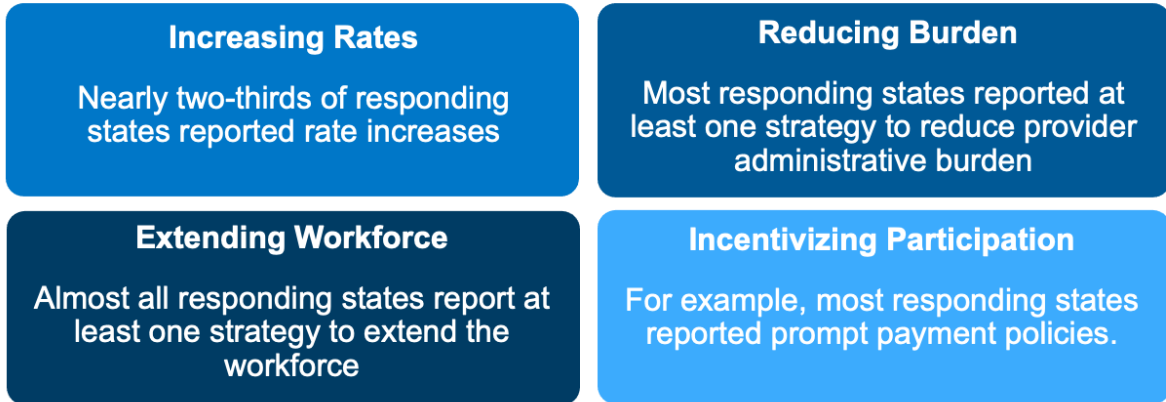 Increasing Rates
Nearly two-thirds of responding
states reported rate increases
Reducing Burden
Most responding states reported at
least one strategy to reduce provider
administrative burden
Extending Workforce
Almost all responding states report at
least one strategy to extend the
workforce
Incentivizing Participation
For example, most responding states
reported prompt payment policies.